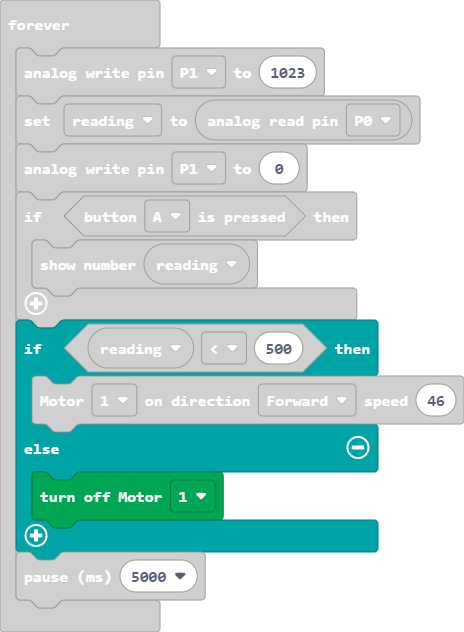 forever
analog write pin P1 to 1023
set reading to analog read pin P0
analog write pin P1 to 0
if button A is pressed then
show number reading
if reading < 500 then
Motor 1 on direction Forward speed 46
else
turn off Motor 1
pause (ms) 5000